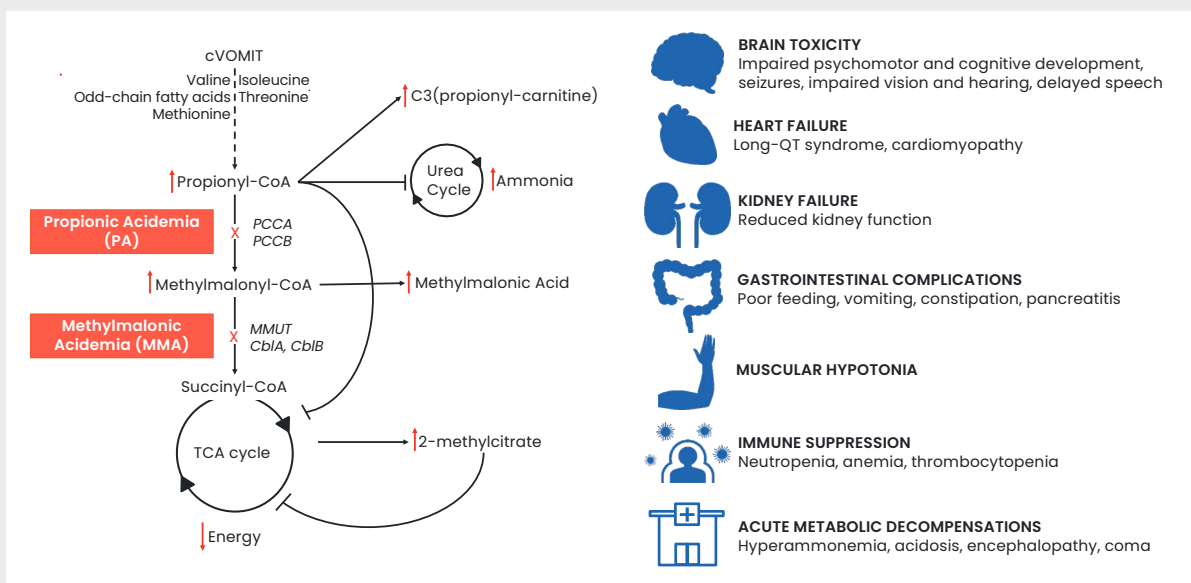 cVOMIT
Valine Isoleucine
Odd-chain fatty acids Threonine
Methionine
C3(propionyl-carnitine)
Propionyl-CoA
Urea
Cycle
Ammonia
Propionic Acidemia
(PA)
X
PCCA
PCCB
Methylmalonyl-CoA
Methylmalonic Acid
Methylmalonic
Acidemia (MMA)
X
MMUT
CblA, CblB
Succinyl-CoA
TCA cycle
2-methylcitrate
Energy
BRAIN TOXICITY
Impaired psychomotor and cognitive development,
seizures, impaired vision and hearing, delayed speech
HEART FAILURE
Long-QT syndrome, cardiomyopathy
KIDNEY FAILURE
Reduced kidney function
GASTROINTESTINAL COMPLICATIONS
Poor feeding, vomiting, constipation, pancreatitis
MUSCULAR HYPOTONIA
IMMUNE SUPPRESSION
Neutropenia, anemia, thrombocytopenia
ACUTE METABOLIC DECOMPENSATIONS
Hyperammonemia, acidosis, encephalopathy, coma